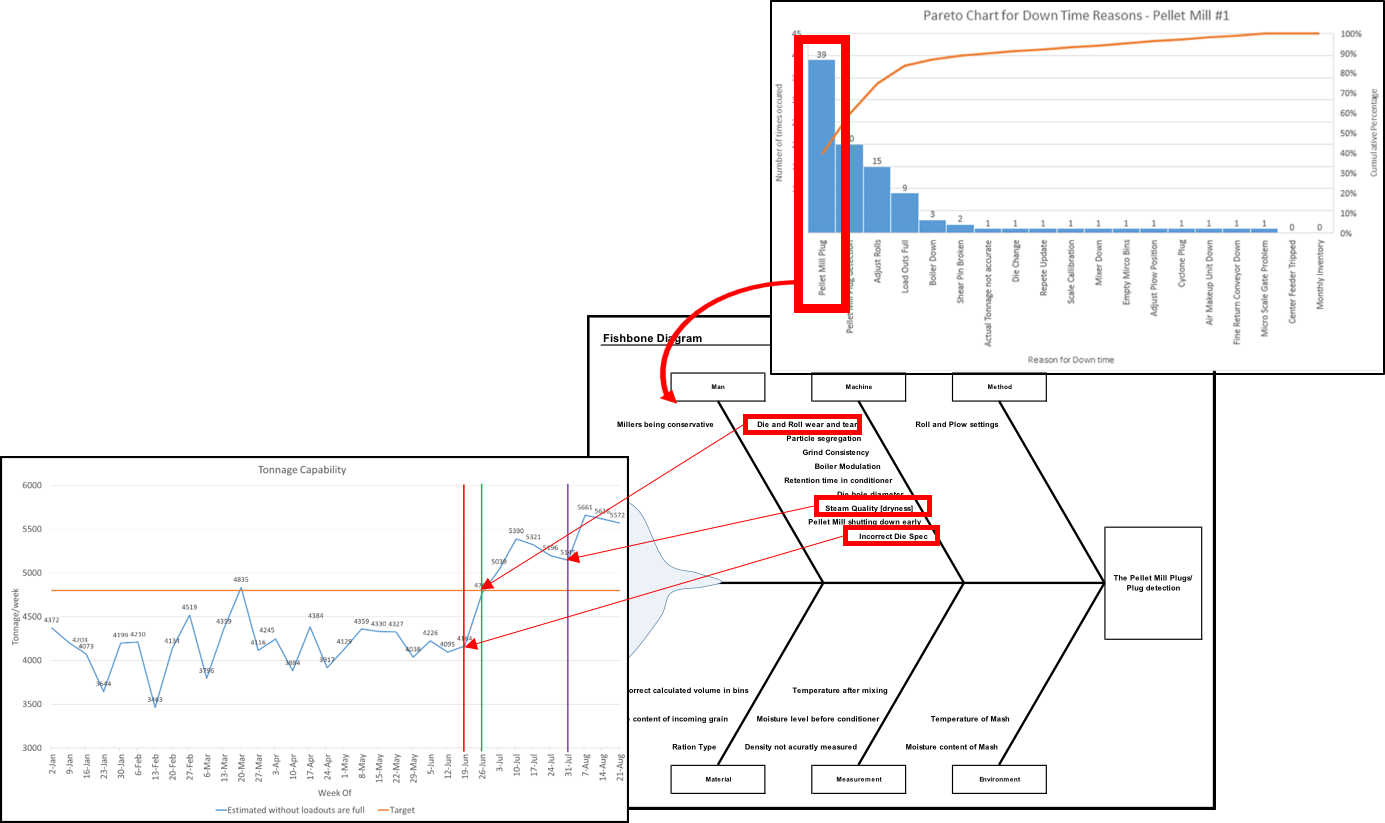 Pareto Chart for Down Time Reasons - Pellet Mill #1
45
39
15
9
3
2
1
1
1
1
1
1
1
1
1
1
1
0
0
100%
90%
80%
70%
60%
50%
40%
30%
20%
10%
0%
Number of times occured
Cumulative Percentage
Pellet Mill Plug
Pellet Mill Plug detection
Adjust Rolls
Load Outs Full
Boiler Down
Shear Pin Broken
Actual Tonnage not accurate
Die Change
Repete Update
Scale Callibration
Mixer Down
Empty Mirco Bins
Adjust Plow Position
Cyclone Plug
Air Makeup Unit Down
Fine Return Conveyor Down
Micro Scale Gate Problem
Center Feeder Tripped
Monthly Inventory
Reason for Down time
Fishbone Diagram
Man
Machine
Method
Millers being conservative
Die and Roll wear and tear
Roll and Plow settings
Particle segregation
Grind Consistency
Boiler Modulation
Retention time in conditioner
Die hole diameter
Steam Quality [dryness]
Pellet Mill shutting down early
Incorrect Die Spec
The Pellet Mill Plugs/
Plug detection
orrect calculated volume in bins
Temperature after mixing
content of incoming grain
Moisture level before conditioner
Temperature of Mash
Ration Type
Density not acuratly measured
Moisture content of Mash
Material
Measurement
Environment
Tonnage Capability
6000
5500
5000
4500
4000
3500
3000
Tonnage/week
4372
4203
4073
3644
4199
4210
3463
4134
4519
3796
4359
4835
4116
4245
3884
4384
3917
4129
4359
4330
4327
4038
4226
4095
4164
5039
5390
5321
5196
5661
5572
2-Jan
9-Jan
16-Jan
23-Jan
30-Jan
6-Feb
13-Feb
20-Feb
27-Feb
6-Mar
13-Mar
20-Mar
27-Mar
3-Apr
10-Apr
17-Apr
24-Apr
1-May
8-May
15-May
22-May
29-May
5-Jun
12-Jun
19-Jun
26-Jun
3-Jul
10-Jul
17-Jul
24-Jul
31-Jul
7-Aug
14-Aug
21-Aug
Week Of
Estimated without loadouts are full
Target